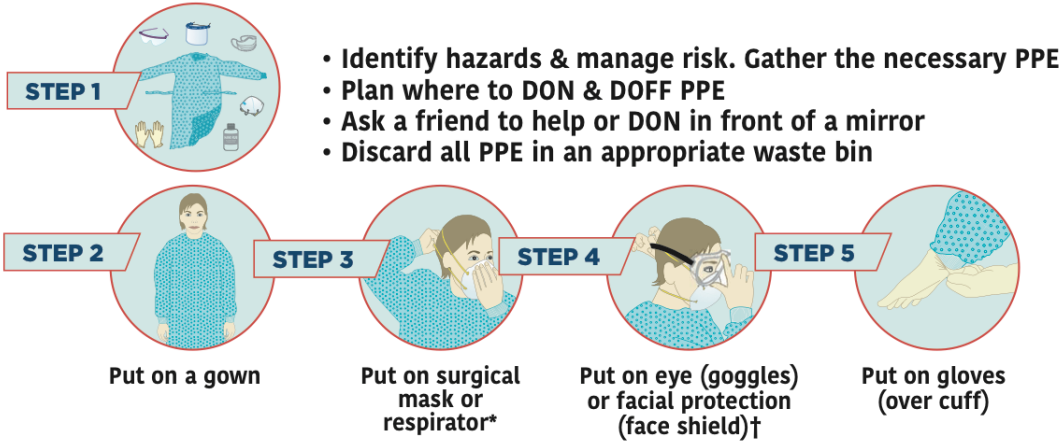 STEP 1
• Identify hazards & manage risk. Gather the necessary PPE
• Plan where to DON & DOFF PPE
• Ask a friend to help or DON in front of a mirror
• Discard all PPE in an appropriate waste bin
STEP 2
Put on a gown
STEP 3
Put on surgical
mask or
respirator*
STEP 4
Put on eye (goggles)
or facial protection
(face shield)†
STEP 5
Put on gloves
(over cuff)